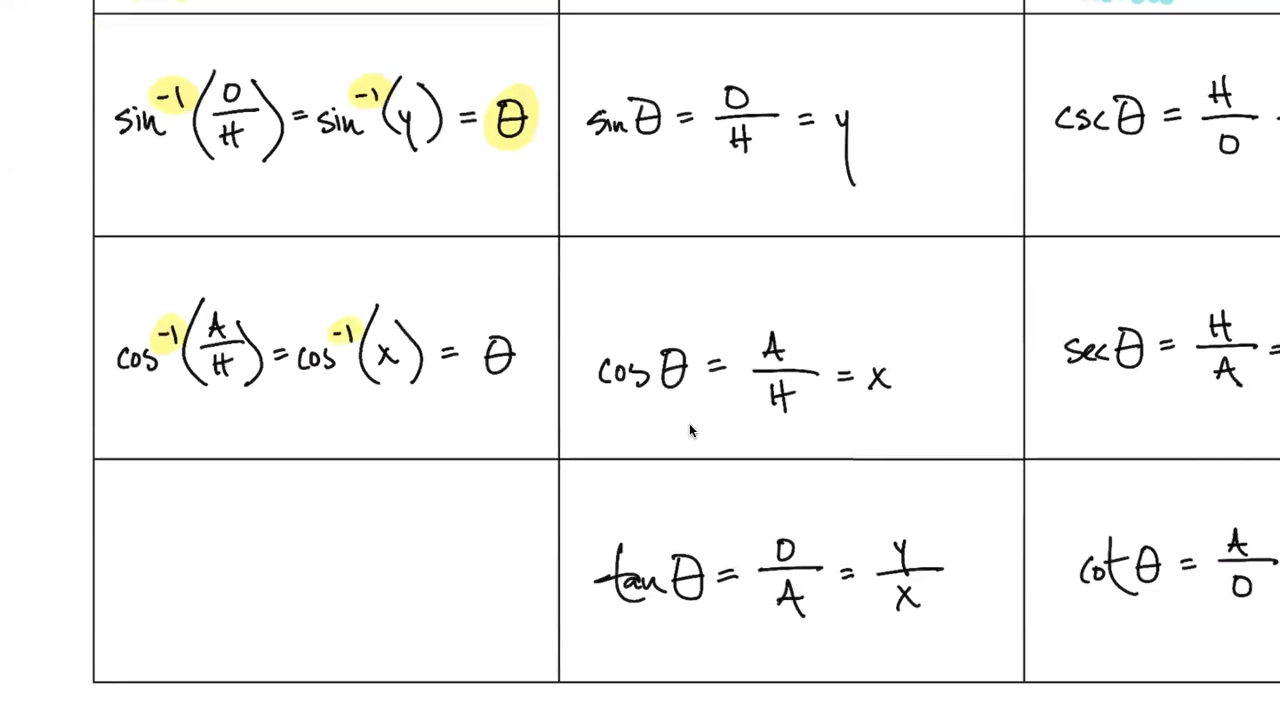 sin⁻¹(O/H) = sin⁻¹(y) = θ
sin θ = O/H = y
csc θ = H/O =
cos⁻¹(A/H) = cos⁻¹(x) = θ
cos θ = A/H = x
sec θ = H/A =
tan θ = O/A = y/x
cot θ = A/O